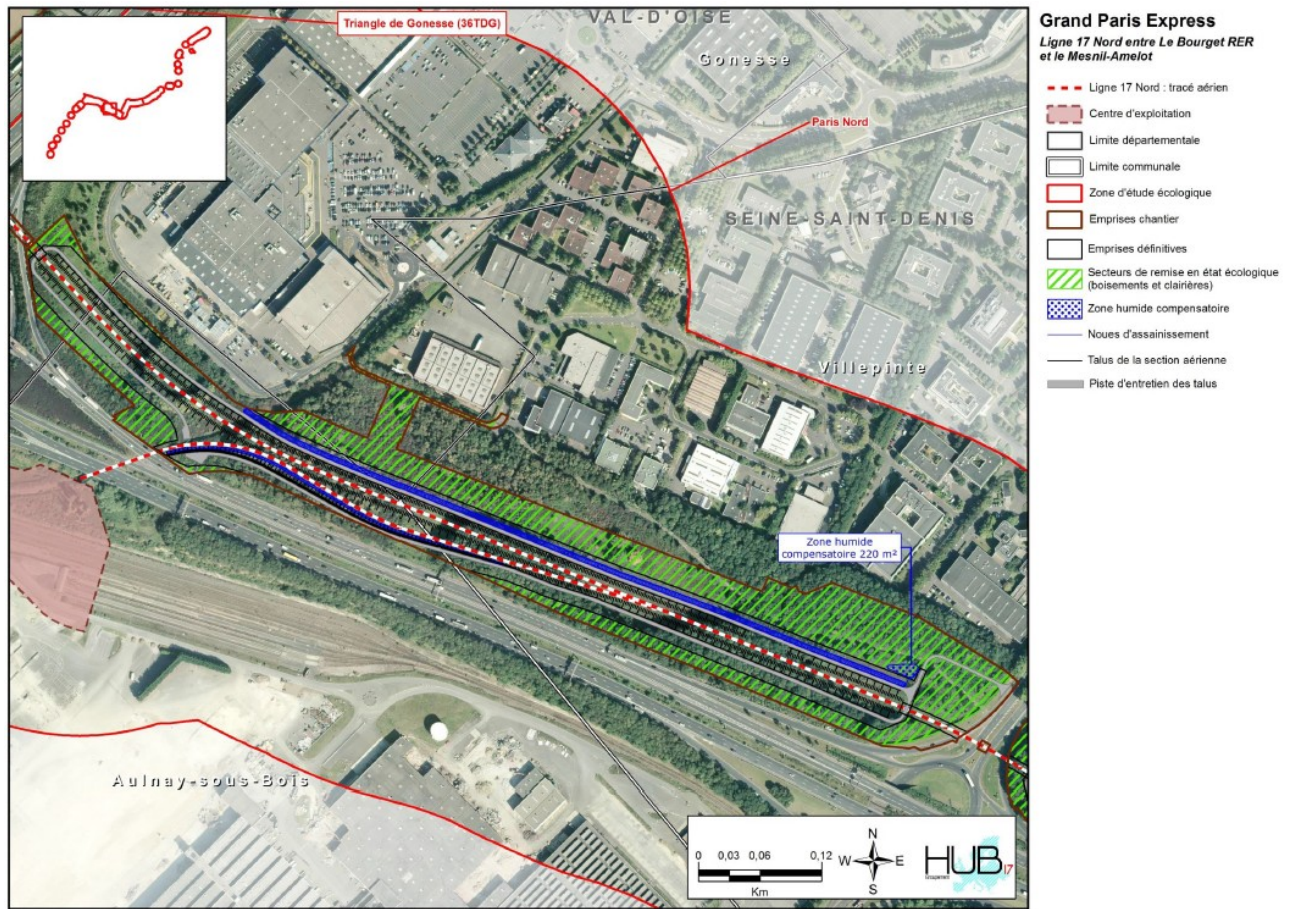 Triangle de Gonesse (36TDG)
VAL-D'OISE
Gonesse
Paris Nord
SEINE-SAINT-DENIS
Villepinte
Zone humide
compensatoire 220 m²
Aulnay-sous-Bois
0 0,03 0,06 0,12
Km
N
W E
S
Groupement
HUB17
Grand Paris Express
Ligne 17 Nord entre Le Bourget RER
et le Mesnil-Amelot
Ligne 17 Nord : tracé aérien
Centre d'exploitation
Limite départementale
Limite communale
Zone d'étude écologique
Emprises chantier
Emprises définitives
Secteurs de remise en état écologique
(boisements et clairières)
Zone humide compensatoire
Noues d'assainissement
Talus de la section aérienne
Piste d'entretien des talus